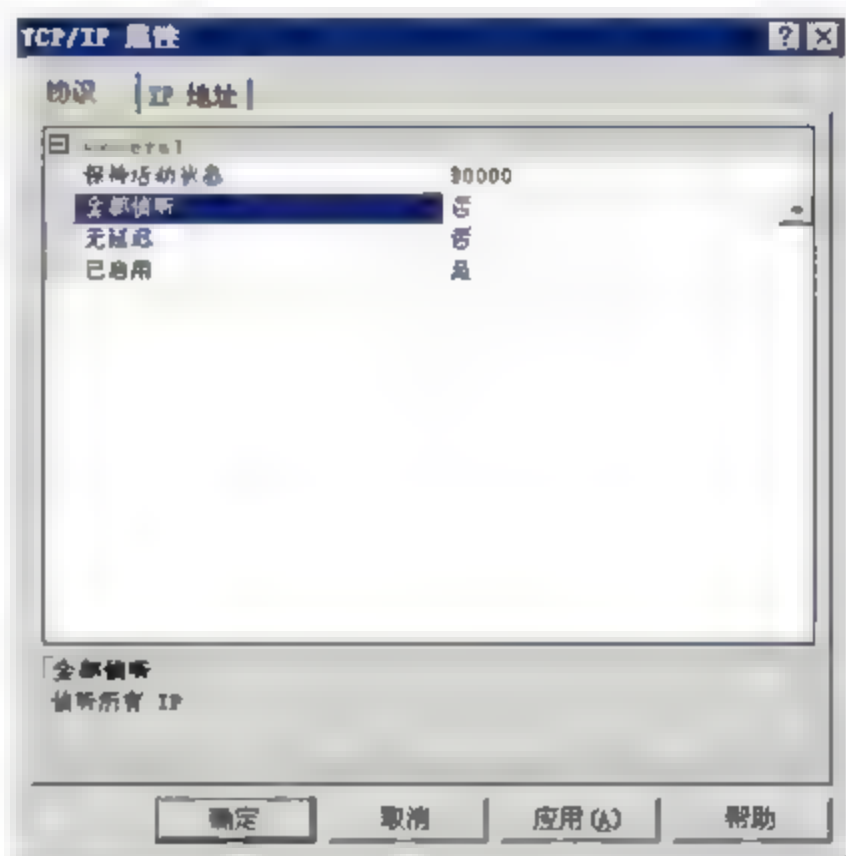 TCP/IP 属性
协议 IP 地址
保持活动状态 30000
全部侦听 否
无延迟 否
已启用 是
全部侦听
侦听所有 IP
确定 取消 应用(A) 帮助